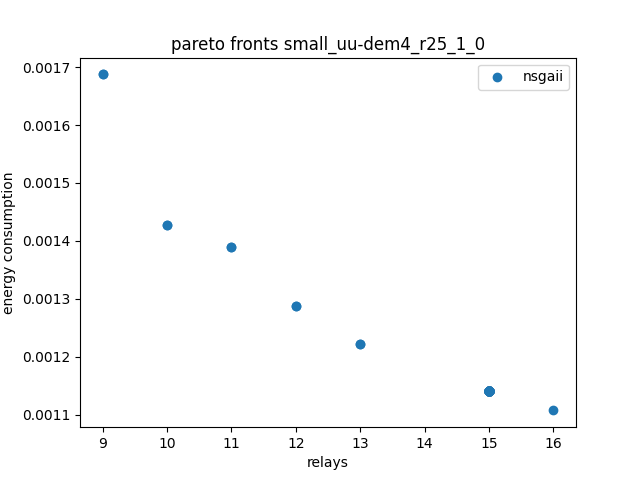 pareto fronts small_uu-dem4_r25_1_0
nsgaii
0.0017
0.0016
0.0015
0.0014
0.0013
0.0012
0.0011
energy consumption
9 10 11 12 13 14 15 16
relays